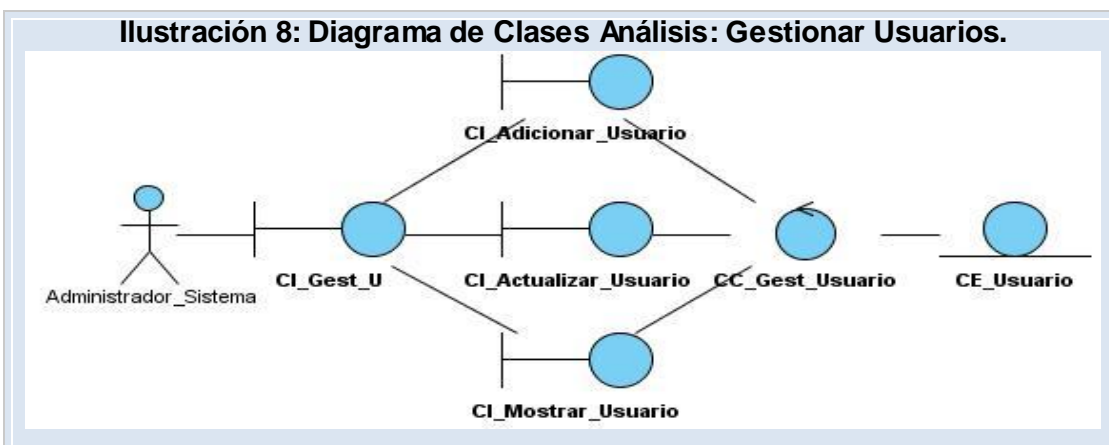 Ilustración 8: Diagrama de Clases Análisis: Gestionar Usuarios.
CI_Adicionar_Usuario
Administrador_Sistema
CI_Gest_U
CI_Actualizar_Usuario
CC_Gest_Usuario
CE_Usuario
CI_Mostrar_Usuario